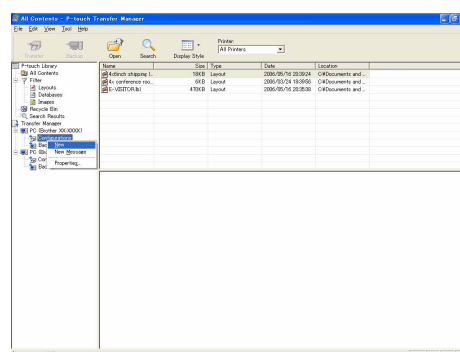 All Contents - P-touch Transfer Manager
File Edit View Tool Help
Transfer Backup Open Search Display Style
Printer:
All Printers
P-touch Library
All Contents
Filter
Layouts
Databases
Images
Recycle Bin
Search Results
Transfer Manager
PC (Brother XX-XXXX)
Configurations
New
New Message
Properties...
Name Size Type Date Location
4x6inch shipping l... 18KB Layout 2006/05/16 20:39:24 C:¥Documents and ...
4x conference roo... 6KB Layout 2006/03/24 18:39:56 C:¥Documents and ...
E-VISITOR.lbl 470KB Layout 2006/05/16 20:35:38 C:¥Documents and ...